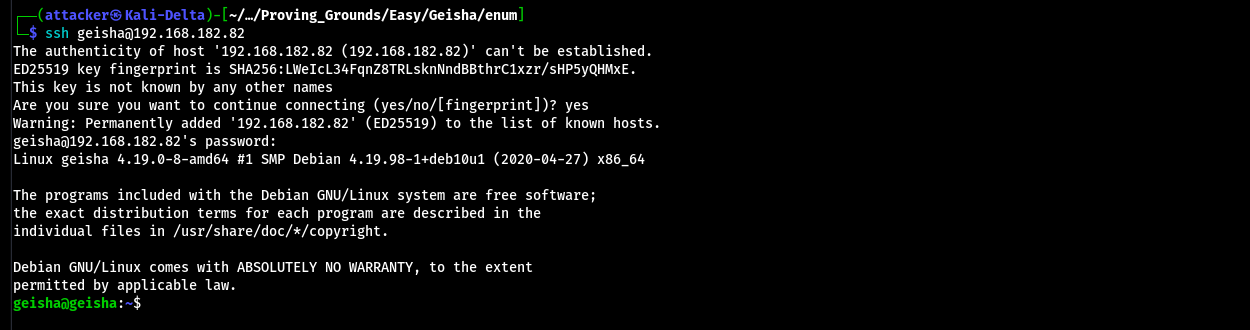 ┌──(attacker㉿Kali-Delta)-[~/…/Proving_Grounds/Easy/Geisha/enum]
└─$ ssh geisha@192.168.182.82
The authenticity of host '192.168.182.82 (192.168.182.82)' can't be established.
ED25519 key fingerprint is SHA256:LWeIcL34FqnZ8TRLsknNndBBthrC1xzr/sHP5yQHMxE.
This key is not known by any other names
Are you sure you want to continue connecting (yes/no/[fingerprint])? yes
Warning: Permanently added '192.168.182.82' (ED25519) to the list of known hosts.
geisha@192.168.182.82's password:
Linux geisha 4.19.0-8-amd64 #1 SMP Debian 4.19.98-1+deb10u1 (2020-04-27) x86_64
The programs included with the Debian GNU/Linux system are free software;
the exact distribution terms for each program are described in the
individual files in /usr/share/doc/*/copyright.
Debian GNU/Linux comes with ABSOLUTELY NO WARRANTY, to the extent
permitted by applicable law.
geisha@geisha:~$